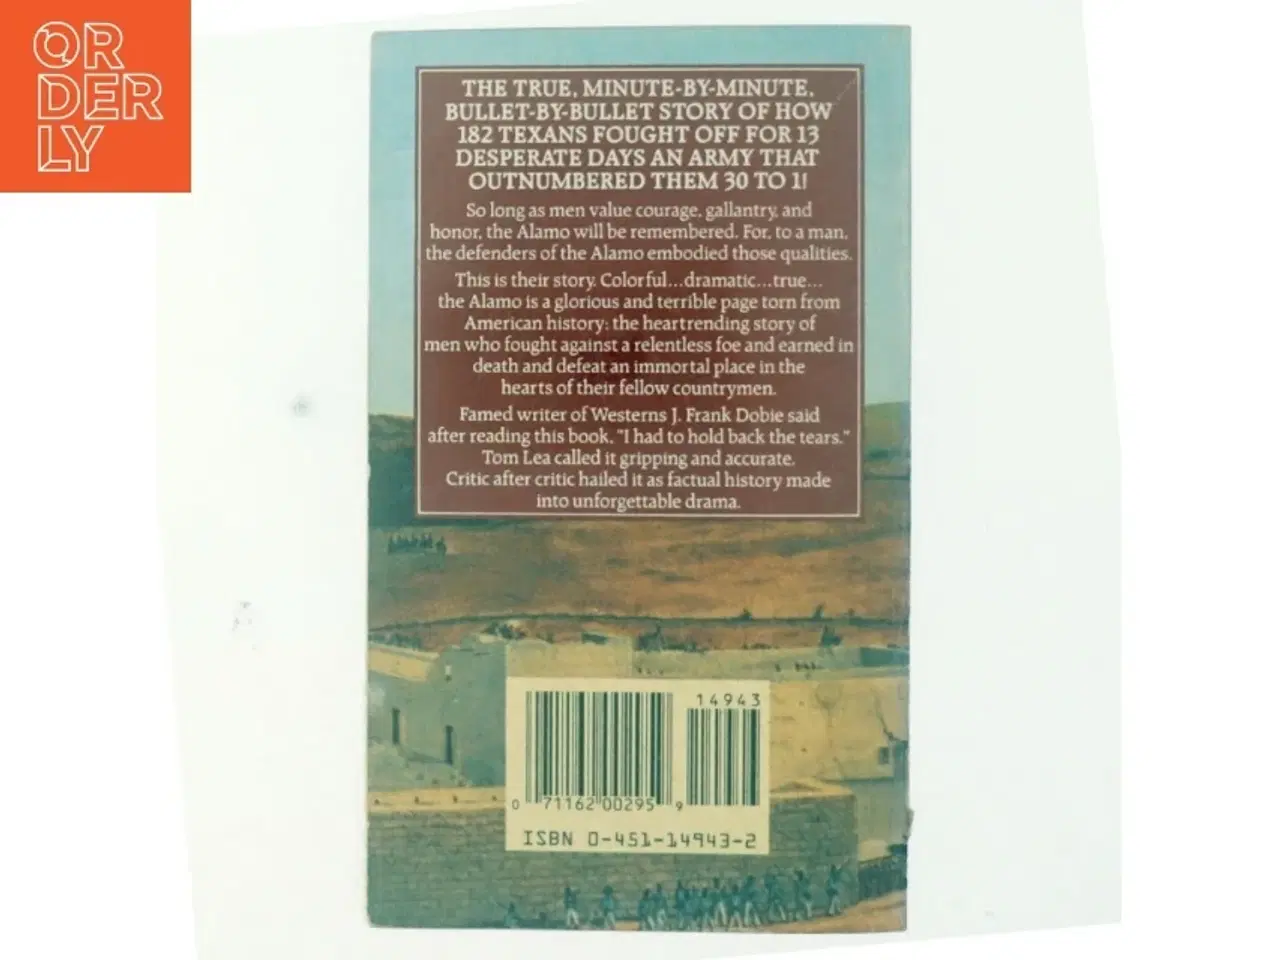 OR
DER
LY
THE TRUE, MINUTE-BY-MINUTE,
BULLET-BY-BULLET STORY OF HOW
182 TEXANS FOUGHT OFF FOR 13
DESPERATE DAYS AN ARMY THAT
OUTNUMBERED THEM 30 TO 1!
So long as men value courage, gallantry, and
honor, the Alamo will be remembered. For, to a man,
the defenders of the Alamo embodied those qualities.
This is their story. Colorful...dramatic...true...
the Alamo is a glorious and terrible page torn from
American history: the heartrending story of
men who fought against a relentless foe and earned in
death and defeat an immortal place in the
hearts of their fellow countrymen.
Famed writer of Westerns J. Frank Dobie said
after reading this book, "I had to hold back the tears."
Tom Lea called it gripping and accurate.
Critic after critic hailed it as factual history made
into unforgettable drama.
14943
0 71162 00295 9
ISBN 0-451-14943-2